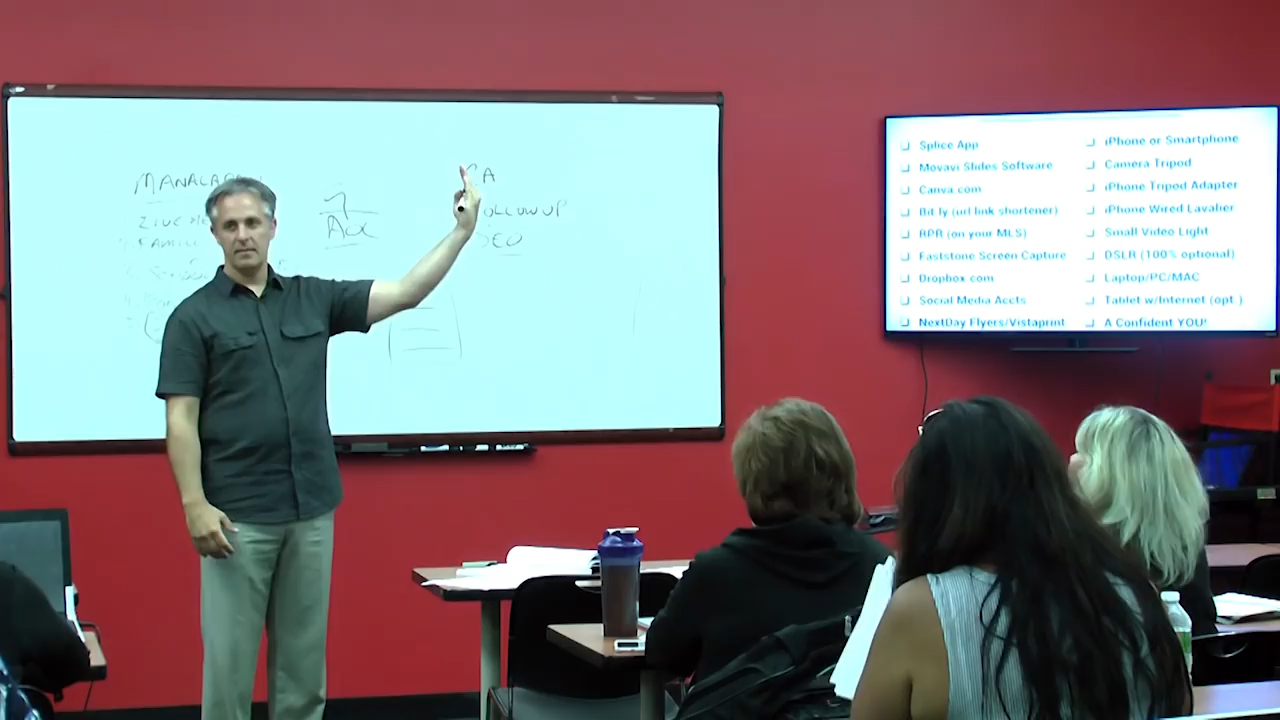 FOLLOWUP
Splice App
Movavi Slides Software
Canva.com
Bit.ly (url link shortener)
RPR (on your MLS)
Faststone Screen Capture
Dropbox.com
Social Media Accts
NextDay Flyers/Vistaprint
iPhone or Smartphone
Camera Tripod
iPhone Tripod Adapter
iPhone Wired Lavalier
Small Video Light
DSLR (100% optional)
Laptop/PC/MAC
Tablet w/Internet (opt.)
A Confident YOU!